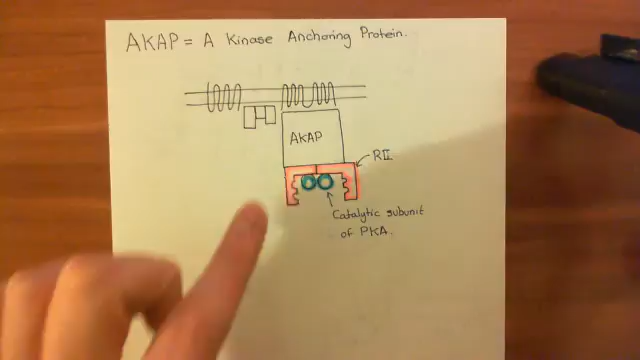 AKAP = A Kinase Anchoring Protein.
AKAP
RII
Catalytic subunit
of PKA.